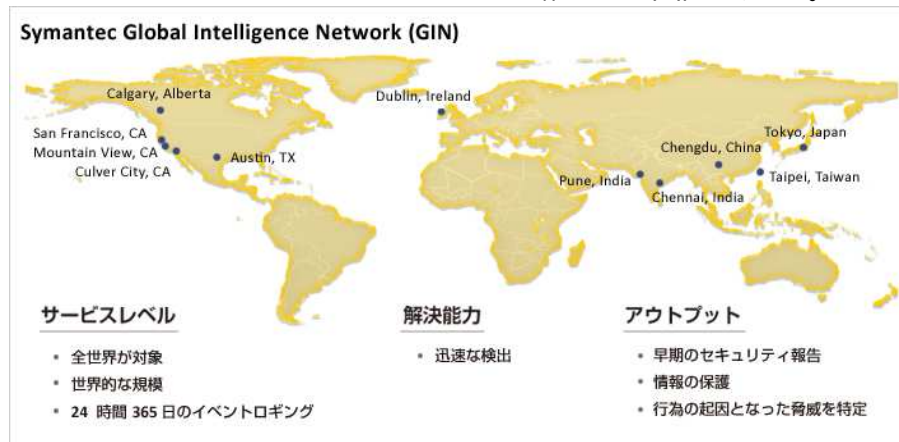 Symantec Global Intelligence Network (GIN)
Calgary, Alberta
Dublin, Ireland
San Francisco, CA
Mountain View, CA
Culver City, CA
Austin, TX
Tokyo, Japan
Chengdu, China
Pune, India
Taipei, Taiwan
Chennai, India
サービスレベル
• 全世界が対象
• 世界的な規模
• 24 時間 365 日のイベントロギング
解決能力
• 迅速な検出
アウトプット
• 早期のセキュリティ報告
• 情報の保護
• 行為の起因となった脅威を特定